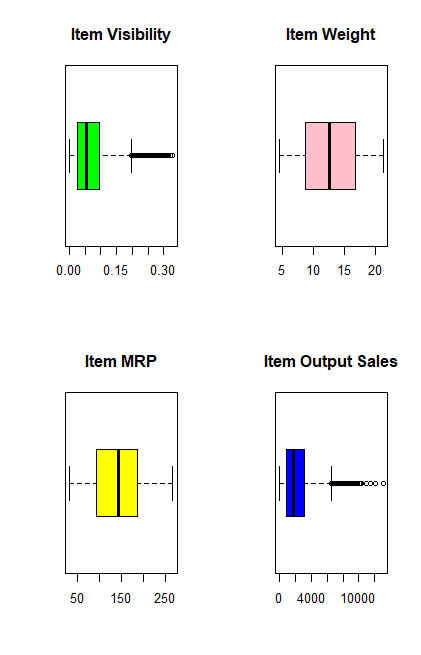 Item Visibility
0.00 0.15 0.30
Item Weight
5 10 15 20
Item MRP
50 150 250
Item Output Sales
0 4000 10000